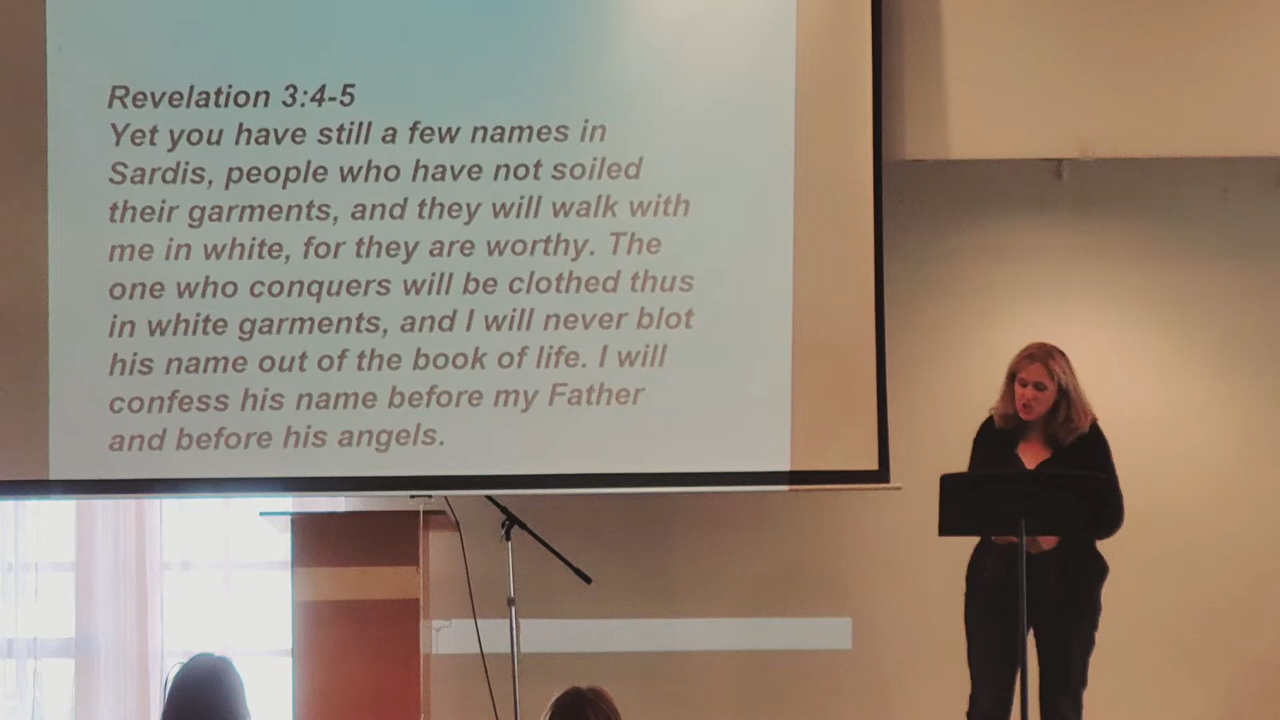 Revelation 3:4-5
Yet you have still a few names in
Sardis, people who have not soiled
their garments, and they will walk with
me in white, for they are worthy. The
one who conquers will be clothed thus
in white garments, and I will never blot
his name out of the book of life. I will
confess his name before my Father
and before his angels.